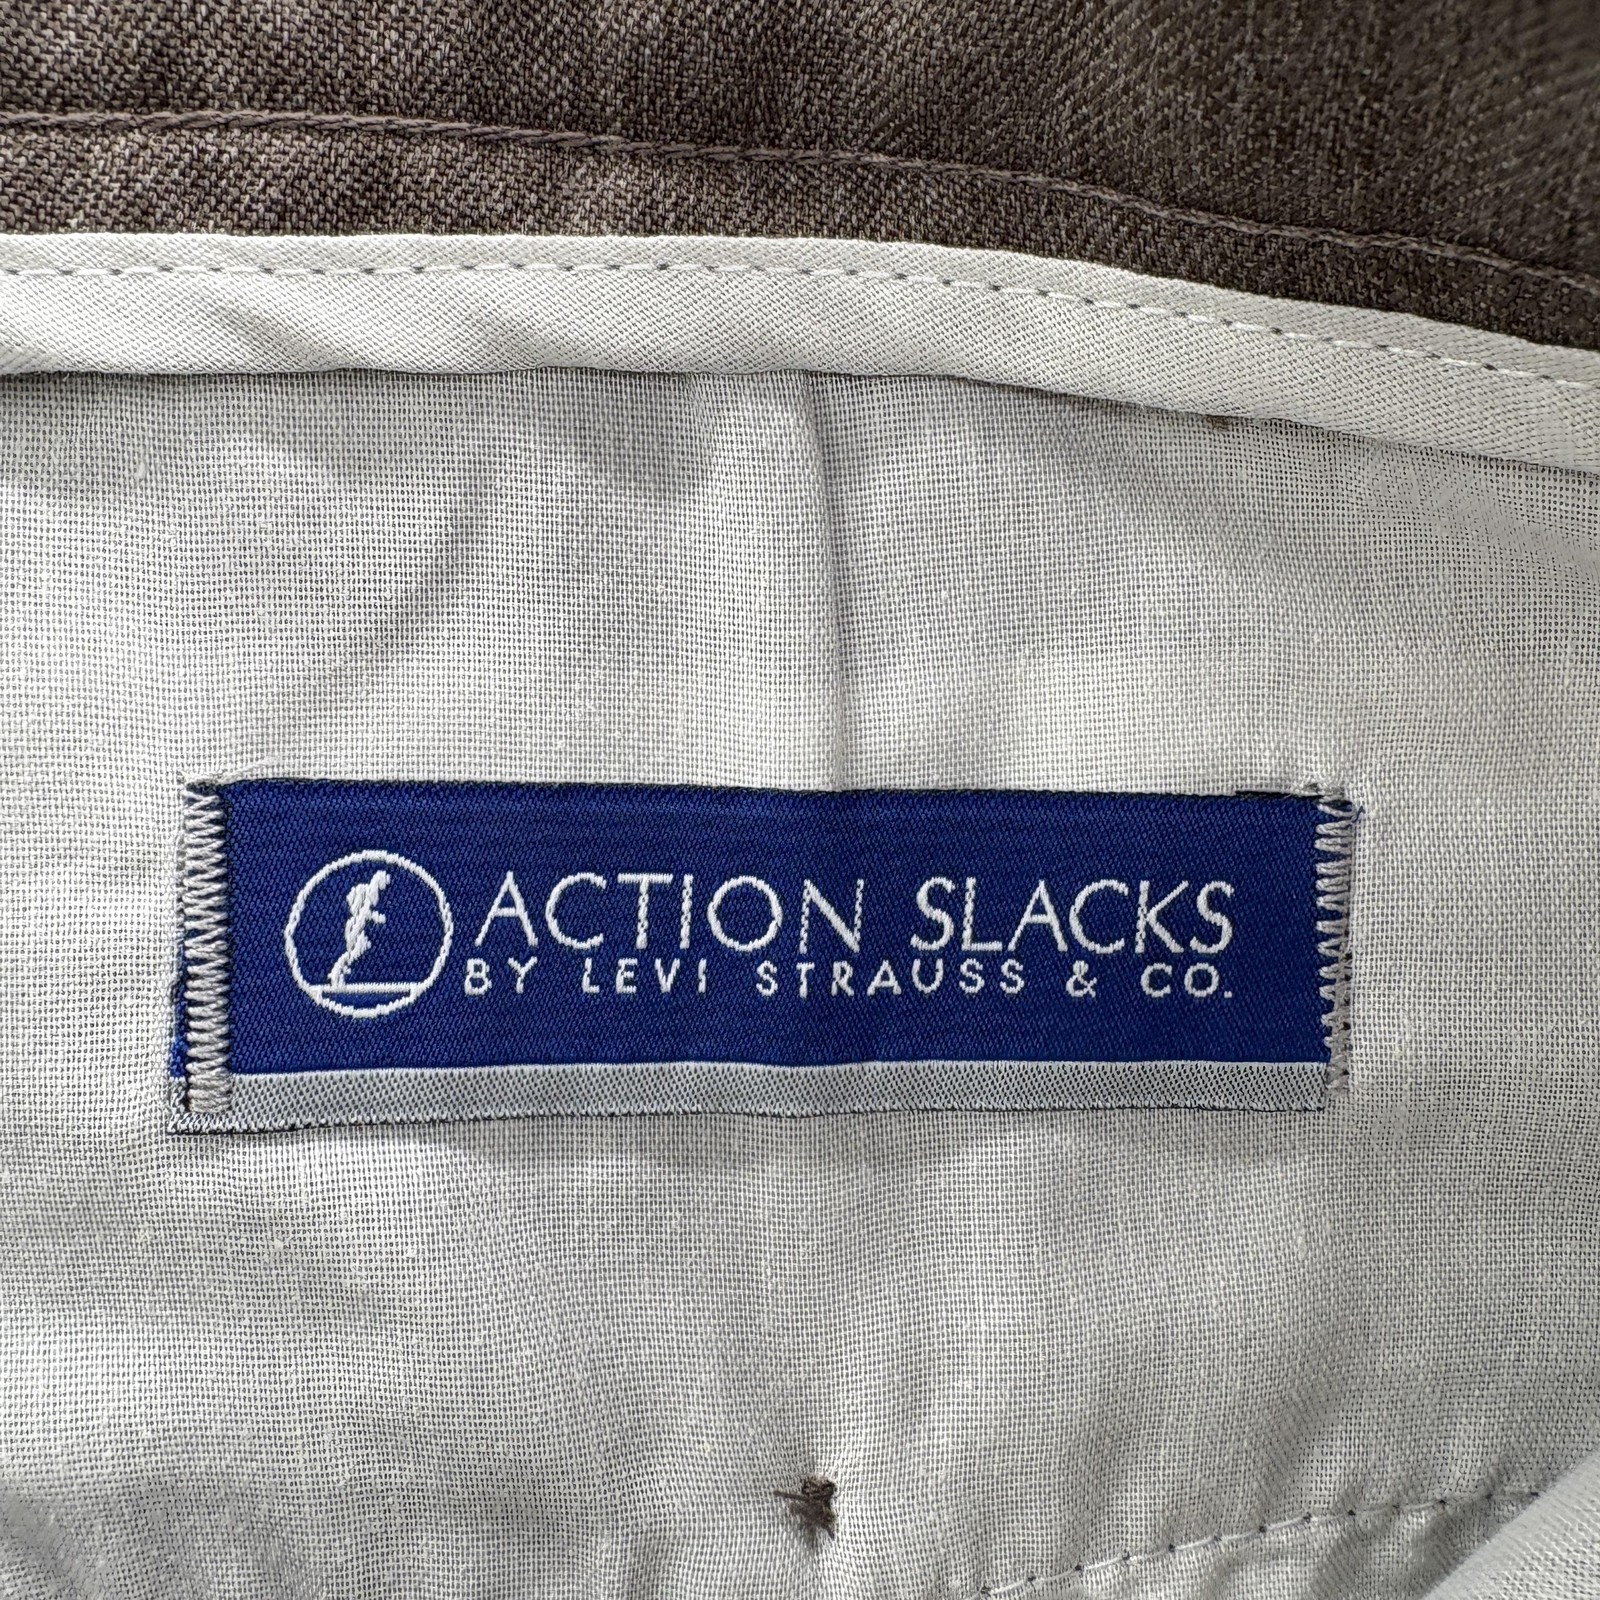 ACTION SLACKS
BY LEVI STRAUSS & CO.